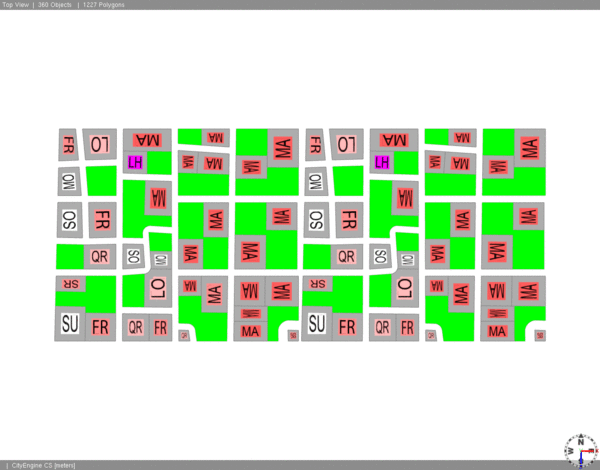 Top View | 360 Objects | 1227 Polygons
FR LO MA MA MA FR LO MA MA MA
LH MA MA MA LH MA MA MA
OM OM
MA MA
SO FR MA MA SO FR MA MA
QR SO OM MA MA QR SO OM MA MA
SR LO MA MA MA MA SR LO MA MA MA MA
MA MA
SU FR QR FR MA SU FR QR FR MA
N
W
S
| CityEngine CS [meters]